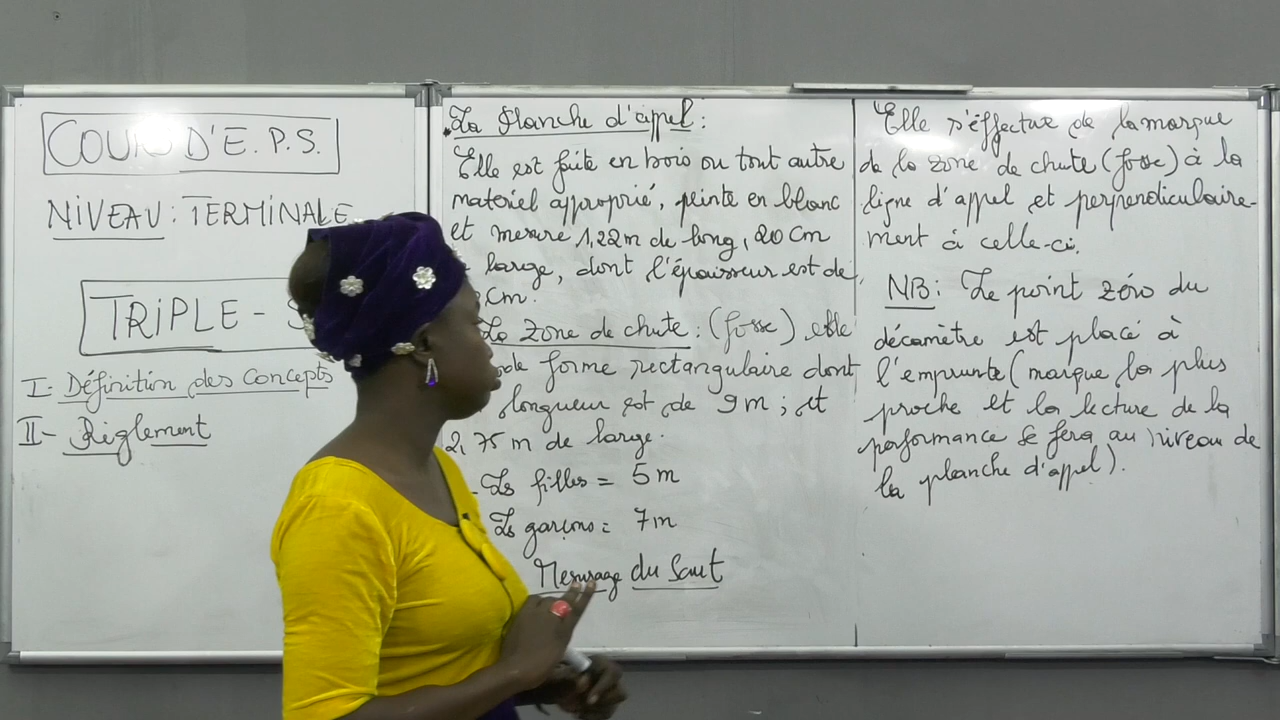 COURS D'E.P.S.
NIVEAU : TERMINALE
TRIPLE - S
I- Définition des Concepts
II- Règlement
La Planche d'appel :
Elle est faite en bois ou tout autre
matériel approprié, peinte en blanc
et mesure 1,22m de long, 20 cm
large, dont l'épaisseur est de
cm.
La zone de chute : (fosse) elle
de forme rectangulaire dont
longueur est de 9m ; et
2,75 m de large.
- Les filles = 5m
Les garçons = 7m
Mesurage du Saut
Elle s'effectue de la marque
de la zone de chute (fosse) à la
ligne d'appel et perpendiculaire-
ment à celle-ci.
NB : Le point zéro du
décamètre est placé à
l'emprunte (marque la plus
proche et la lecture de la
performance se fera au niveau de
la planche d'appel).